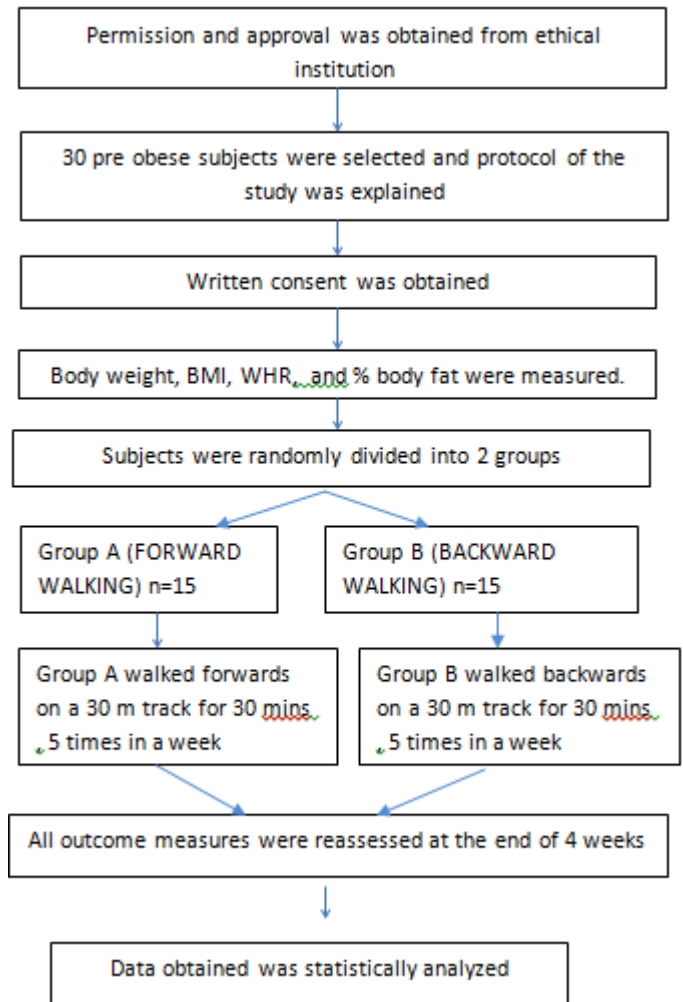 Permission and approval was obtained from ethical
institution
30 pre obese subjects were selected and protocol of the
study was explained
Written consent was obtained
Body weight, BMI, WHR, and % body fat were measured.
Subjects were randomly divided into 2 groups
Group A (FORWARD
WALKING) n=15
Group B (BACKWARD
WALKING) n=15
Group A walked forwards
on a 30 m track for 30 mins
, 5 times in a week
Group B walked backwards
on a 30 m track for 30 mins
, 5 times in a week
All outcome measures were reassessed at the end of 4 weeks
Data obtained was statistically analyzed